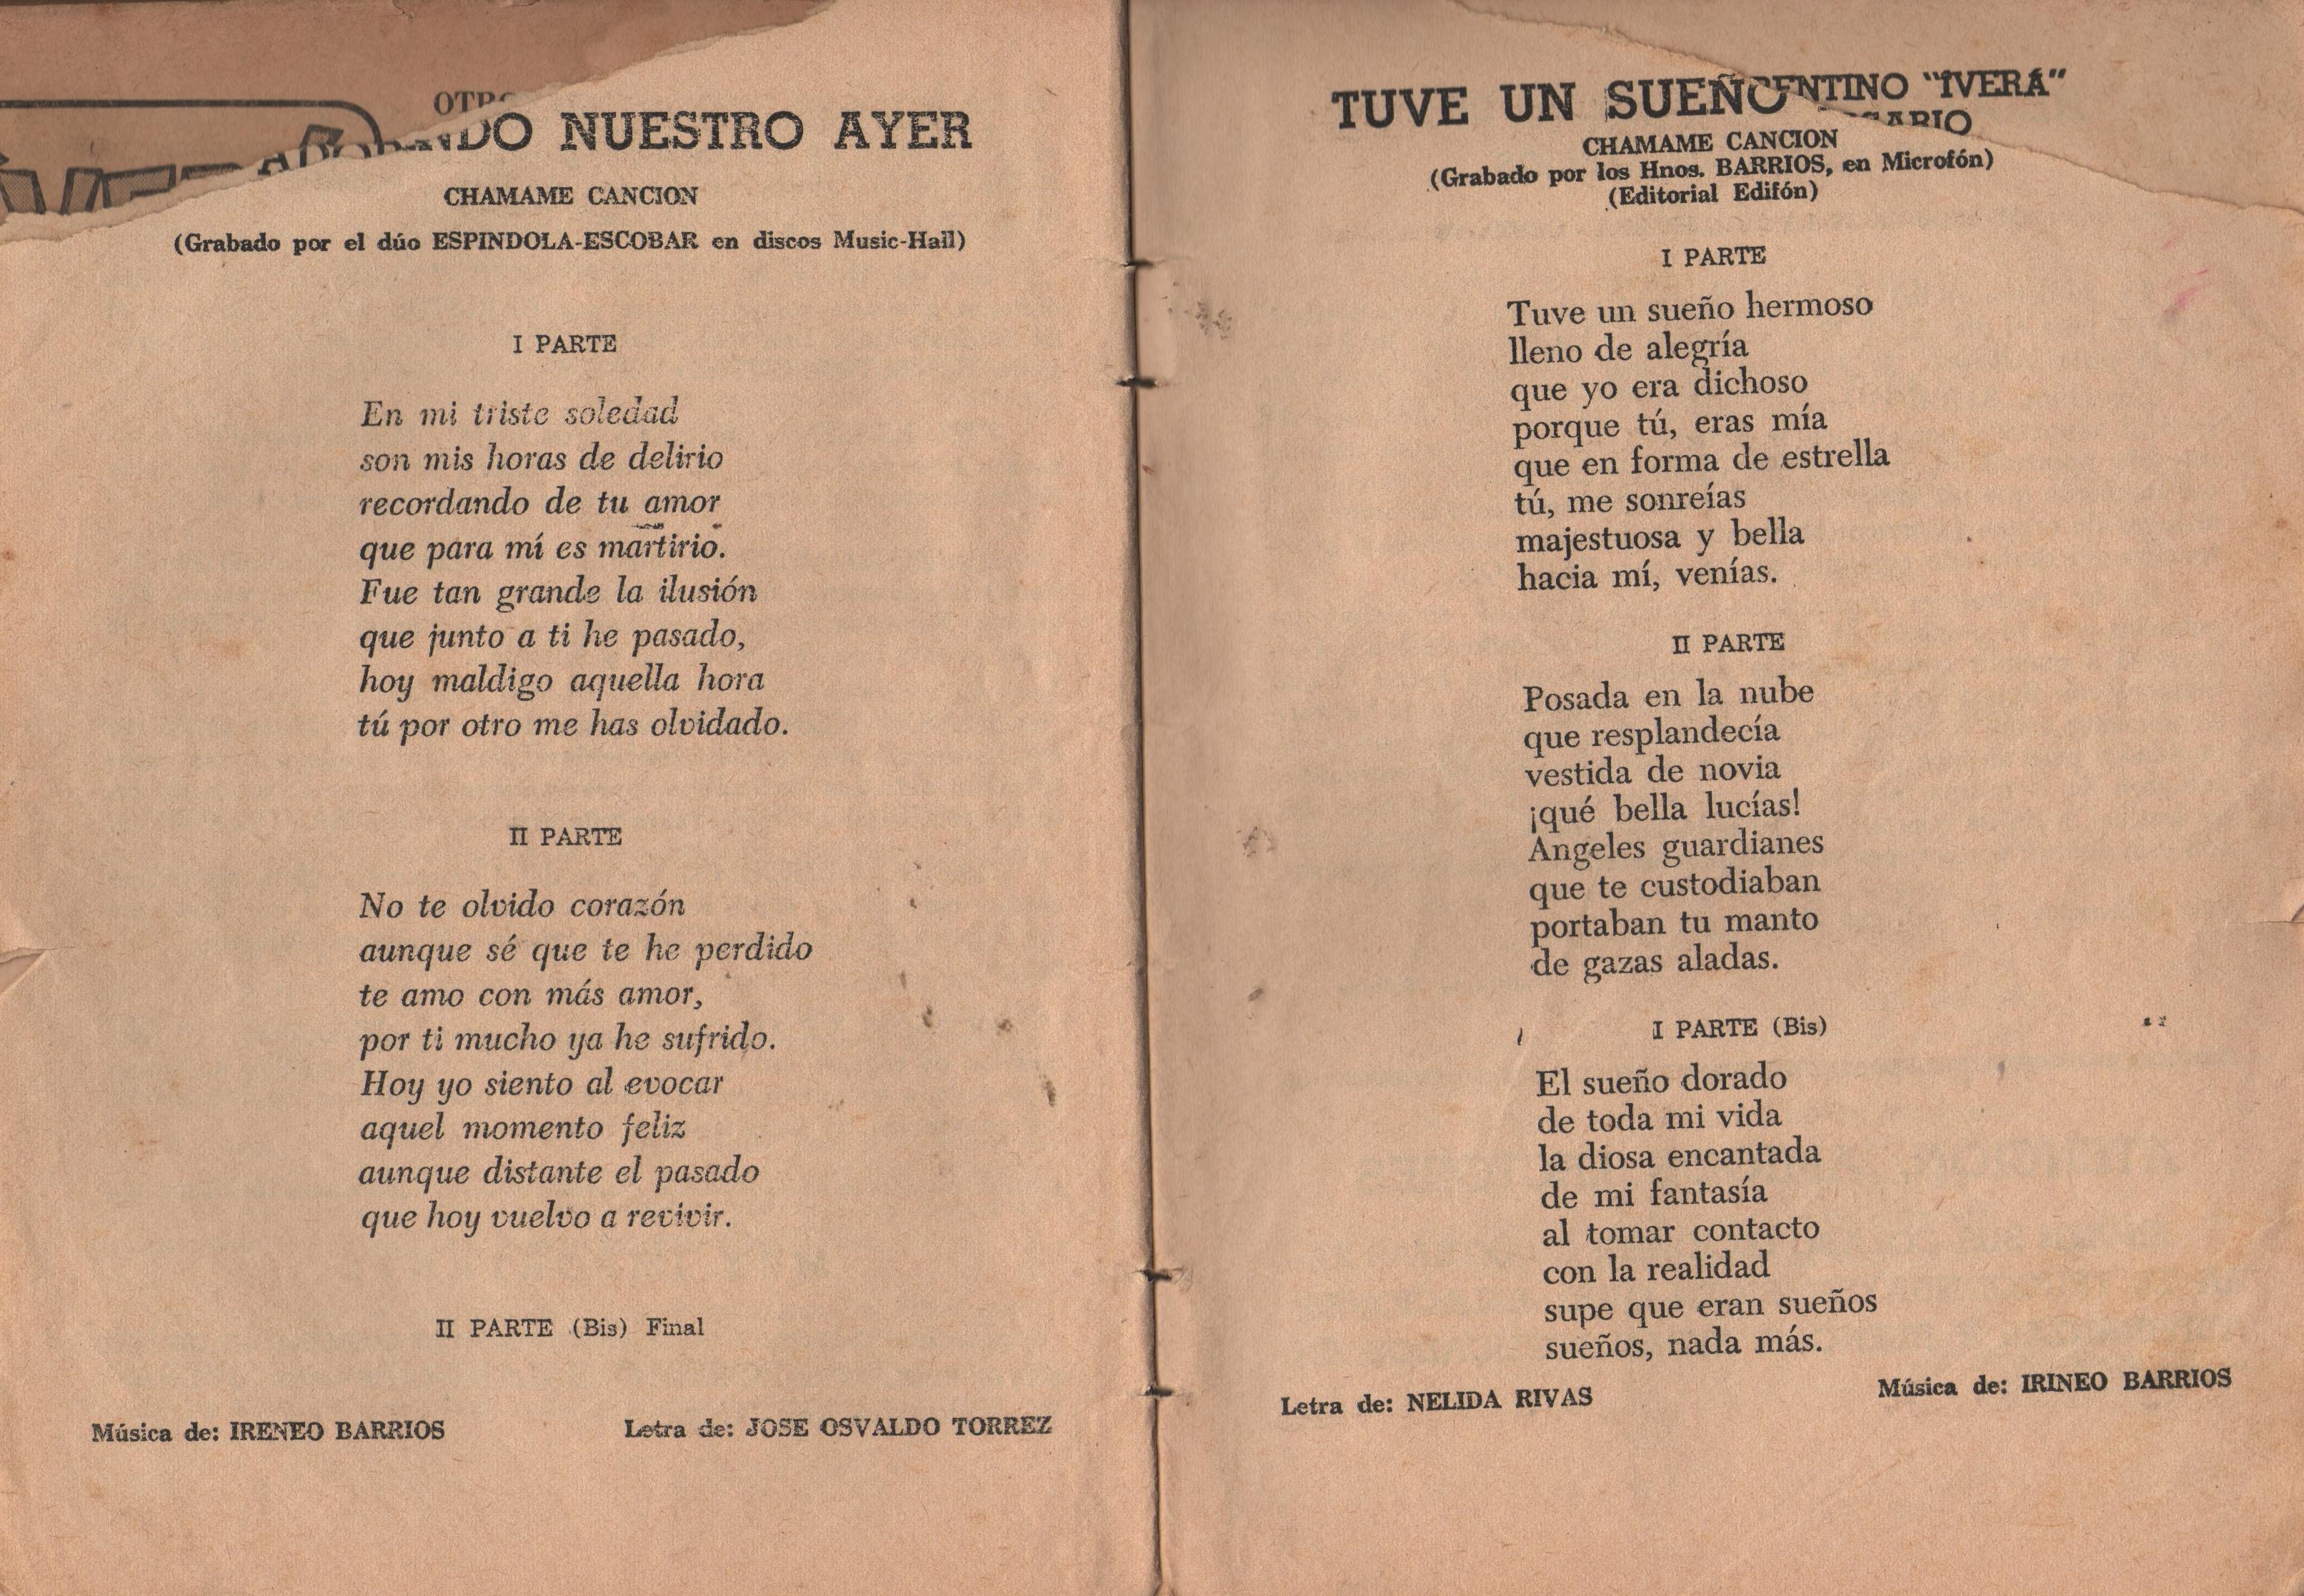 NDO NUESTRO AYER
CHAMAME CANCION
(Grabado por el dúo ESPINDOLA-ESCOBAR en discos Music-Hall)
I PARTE
En mi triste soledad
son mis horas de delirio
recordando de tu amor
que para mí es martirio.
Fue tan grande la ilusión
que junto a ti he pasado,
hoy maldigo aquella hora
tú por otro me has olvidado.
II PARTE
No te olvido corazón
aunque sé que te he perdido
te amo con más amor,
por ti mucho ya he sufrido.
Hoy yo siento al evocar
aquel momento feliz
aunque distante el pasado
que hoy vuelvo a revivir.
II PARTE (Bis) Final
Música de: IRENEO BARRIOS Letra de: JOSE OSVALDO TORREZ
TUVE UN SUEÑO ENTINO "IVERÁ"
CHAMAME CANCION
(Grabado por los Hnos. BARRIOS, en Microfón)
(Editorial Edifón)
I PARTE
Tuve un sueño hermoso
lleno de alegría
que yo era dichoso
porque tú, eras mía
que en forma de estrella
tú, me sonreías
majestuosa y bella
hacia mí, venías.
II PARTE
Posada en la nube
que resplandecía
vestida de novia
¡qué bella lucías!
Angeles guardianes
que te custodiaban
portaban tu manto
de gazas aladas.
I PARTE (Bis)
El sueño dorado
de toda mi vida
la diosa encantada
de mi fantasía
al tomar contacto
con la realidad
supe que eran sueños
sueños, nada más.
Letra de: NELIDA RIVAS Música de: IRINEO BARRIOS